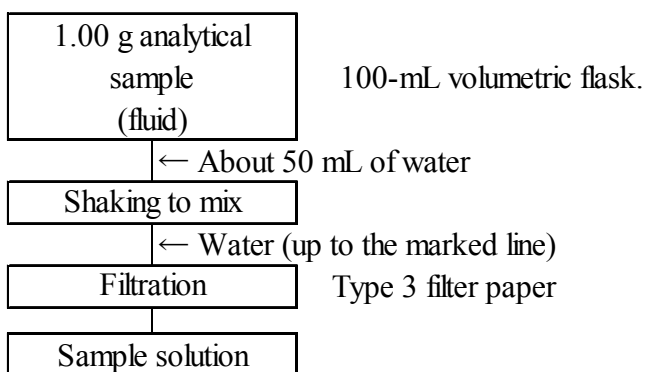 1.00 g analytical
sample
(fluid)
100-mL volumetric flask.
← About 50 mL of water
Shaking to mix
← Water (up to the marked line)
Filtration
Type 3 filter paper
Sample solution